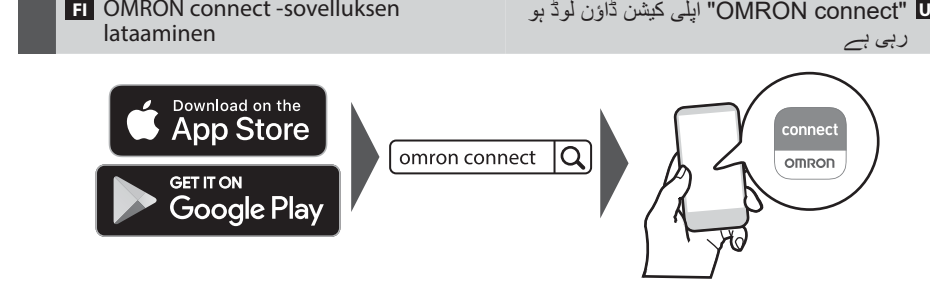 FI OMRON connect -sovelluksen
lataaminen
"OMRON connect" اپلی کیشن ڈاؤن لوڈ ہو
رہی ہے
Download on the
App Store
GET IT ON
Google Play
omron connect
connect
OMRON